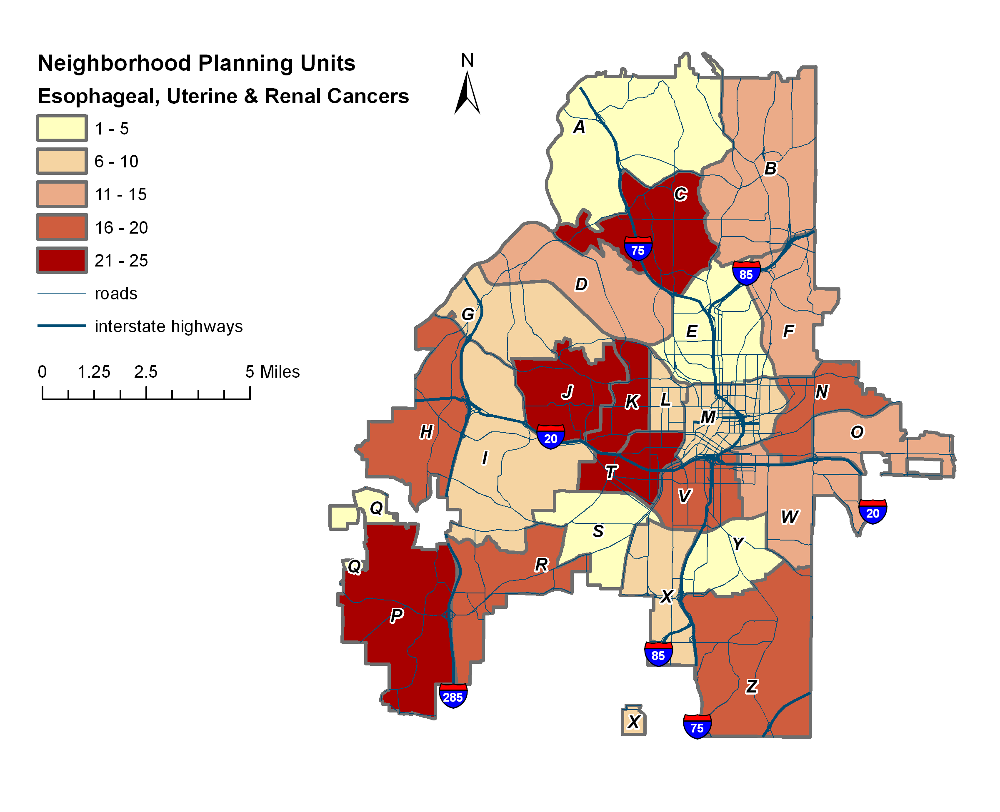 Neighborhood Planning Units
Esophageal, Uterine & Renal Cancers
1 - 5
6 - 10
11 - 15
16 - 20
21 - 25
roads
interstate highways
0 1.25 2.5 5 Miles
N
A
B
C
75
85
D
G
E
F
J
K
L
M
N
H
I
20
T
O
V
W
20
Q
S
Y
Q
R
P
X
85
Z
285
X
75